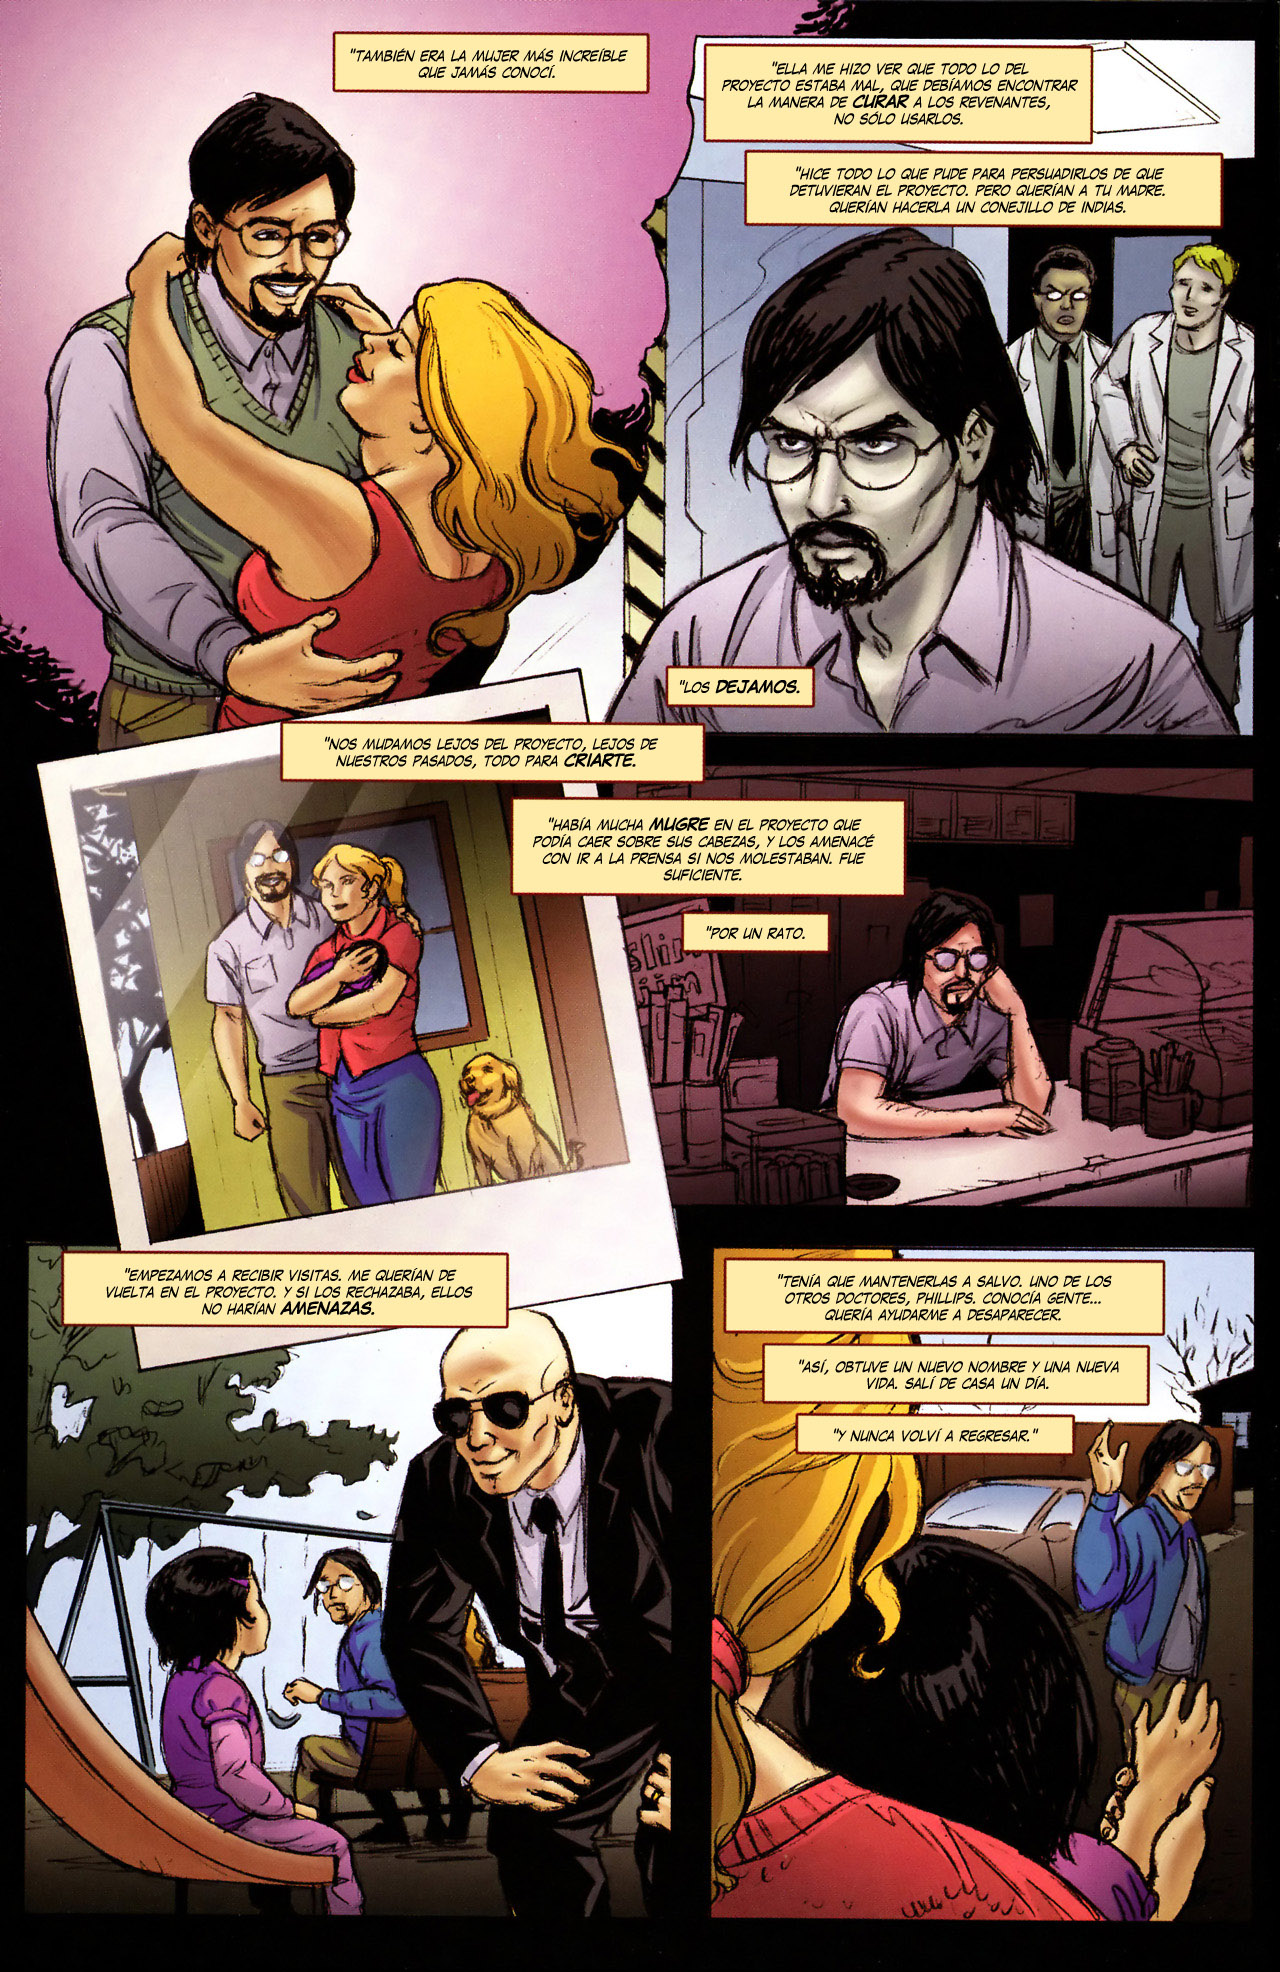 "TAMBIÉN ERA LA MUJER MÁS INCREÍBLE
QUE JAMÁS CONOCÍ.
"ELLA ME HIZO VER QUE TODO LO DEL
PROYECTO ESTABA MAL, QUE DEBÍAMOS ENCONTRAR
LA MANERA DE CURAR A LOS REVENANTES,
NO SÓLO USARLOS.
"HICE TODO LO QUE PUDE PARA PERSUADIRLOS DE QUE
DETUVIERAN EL PROYECTO. PERO QUERÍAN A TU MADRE.
QUERÍAN HACERLA UN CONEJILLO DE INDIAS.
"LOS DEJAMOS.
"NOS MUDAMOS LEJOS DEL PROYECTO, LEJOS DE
NUESTROS PASADOS, TODO PARA CRIARTE.
"HABÍA MUCHA MUGRE EN EL PROYECTO QUE
PODÍA CAER SOBRE SUS CABEZAS, Y LOS AMENACÉ
CON IR A LA PRENSA SI NOS MOLESTABAN. FUE
SUFICIENTE.
"POR UN RATO.
"EMPEZAMOS A RECIBIR VISITAS. ME QUERÍAN DE
VUELTA EN EL PROYECTO. Y SI LOS RECHAZABA, ELLOS
NO HARÍAN AMENAZAS.
"TENÍA QUE MANTENERLAS A SALVO. UNO DE LOS
OTROS DOCTORES, PHILLIPS. CONOCÍA GENTE...
QUERÍA AYUDARME A DESAPARECER.
"ASÍ, OBTUVE UN NUEVO NOMBRE Y UNA NUEVA
VIDA. SALÍ DE CASA UN DÍA.
"Y NUNCA VOLVÍ A REGRESAR."